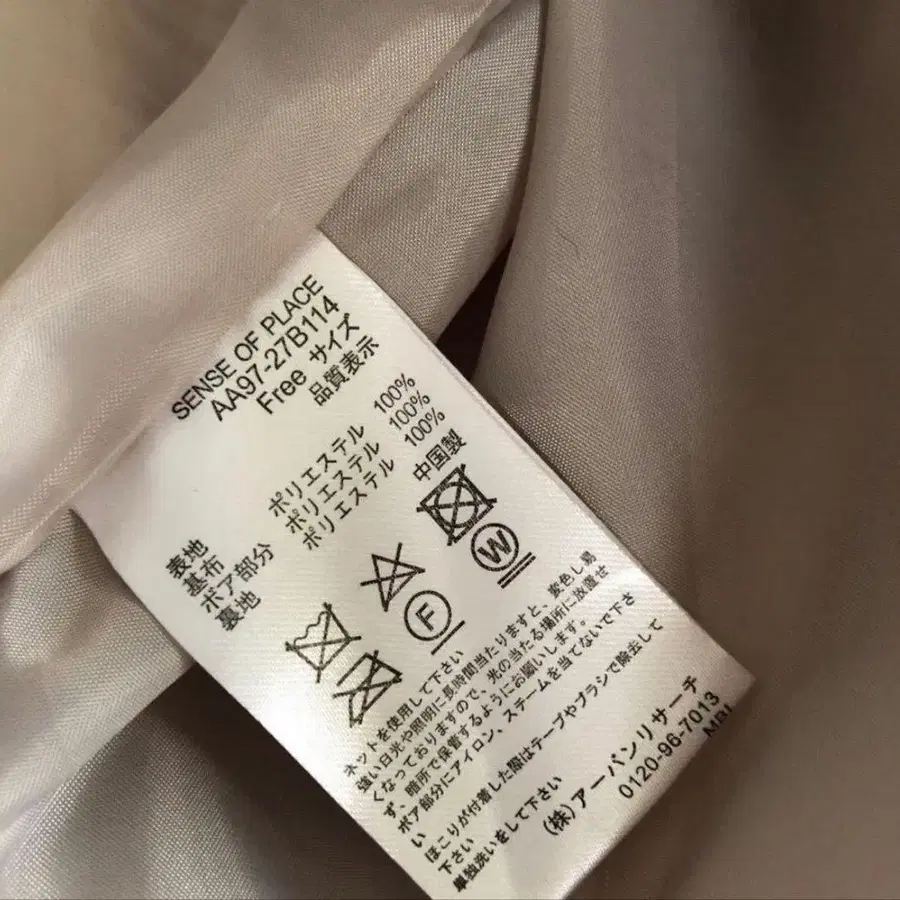 SENSE OF PLACE
AA97-27B114
Free サイズ
品質表示
表地
基布 ポリエステル 100%
ボア部分 ポリエステル 100%
裏地 ポリエステル 100%
中国製
W
F
ネットを使用して下さい
強い日光や照明に長時間当たりますと、変色し易
くなっておりますので、光の当たる場所に放置せ
ず、暗所で保管するようにお願いします。
ボア部分にアイロン、スチームを当てないで下さ
い
ほこりが付着した際はテープやブラシで除去して
下さい
単独洗いをして下さい
(株) アーバンリサーチ
0120-96-7013